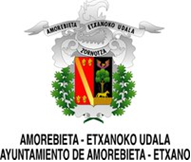 AMOREBIETA
ETXANOKO UDALA
ZORNOTZA
AMOREBIETA - ETXANOKO UDALA
AYUNTAMIENTO DE AMOREBIETA - ETXANO